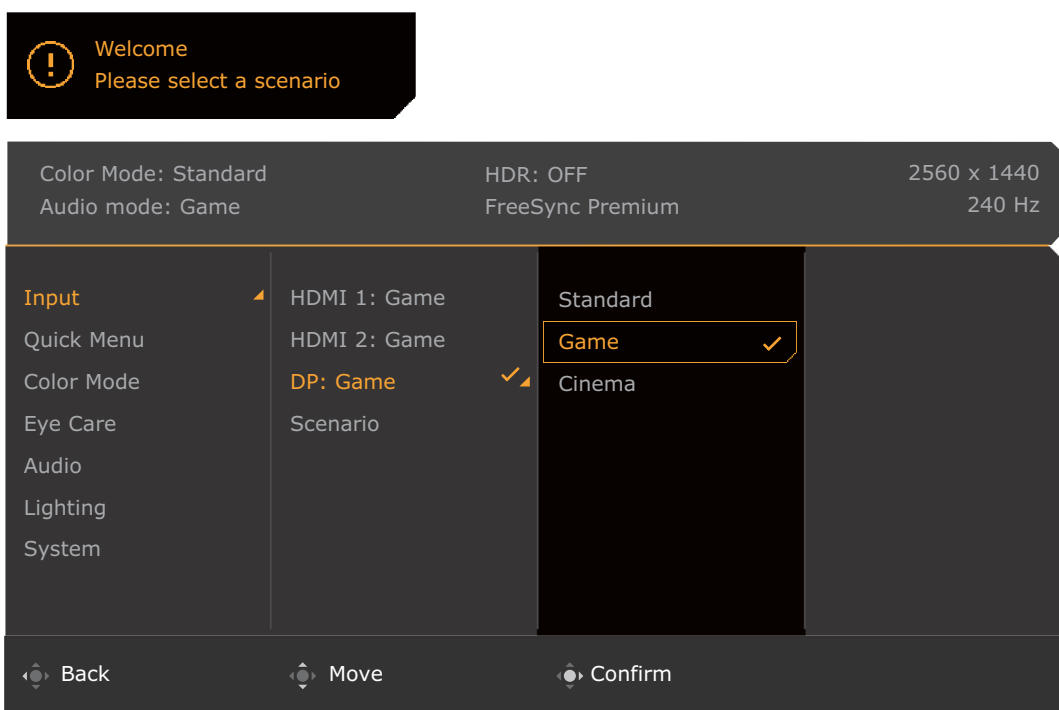 Welcome
Please select a scenario
Color Mode: Standard
Audio mode: Game
HDR: OFF
FreeSync Premium
2560 x 1440
240 Hz
Input
Quick Menu
Color Mode
Eye Care
Audio
Lighting
System
HDMI 1: Game
HDMI 2: Game
DP: Game
Scenario
Standard
Game
Cinema
Back
Move
Confirm